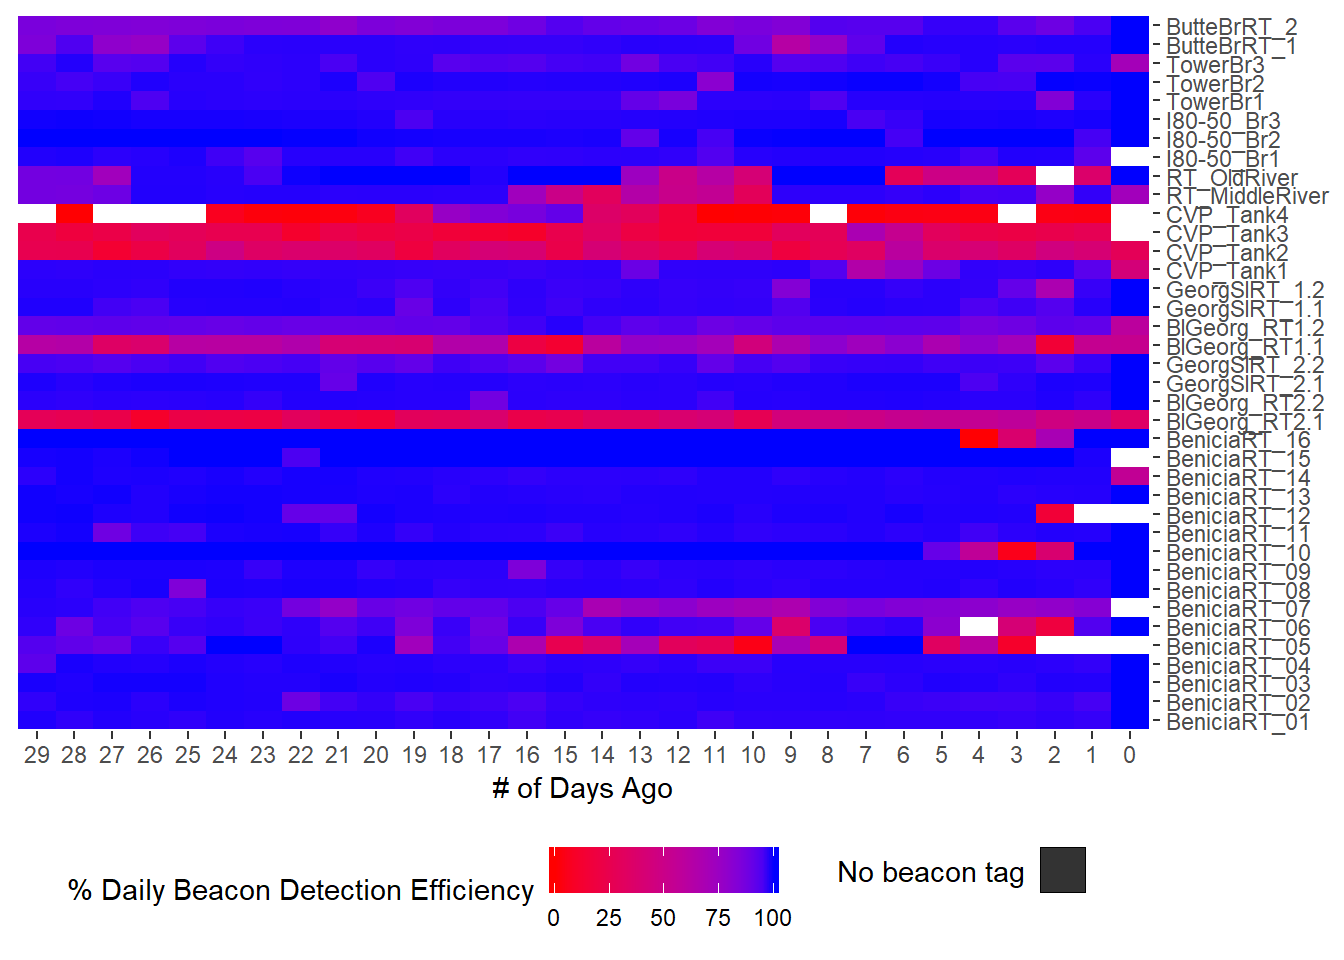 ButteBrRT_2
ButteBrRT_1
TowerBr3
TowerBr2
TowerBr1
I80-50_Br3
I80-50_Br2
I80-50_Br1
RT_OldRiver
RT_MiddleRiver
CVP_Tank4
CVP_Tank3
CVP_Tank2
CVP_Tank1
GeorgSlRT_1.2
GeorgSlRT_1.1
BlGeorg_RT1.2
BlGeorg_RT1.1
GeorgSlRT_2.2
GeorgSlRT_2.1
BlGeorg_RT2.2
BlGeorg_RT2.1
BeniciaRT_16
BeniciaRT_15
BeniciaRT_14
BeniciaRT_13
BeniciaRT_12
BeniciaRT_11
BeniciaRT_10
BeniciaRT_09
BeniciaRT_08
BeniciaRT_07
BeniciaRT_06
BeniciaRT_05
BeniciaRT_04
BeniciaRT_03
BeniciaRT_02
BeniciaRT_01
29 28 27 26 25 24 23 22 21 20 19 18 17 16 15 14 13 12 11 10 9 8 7 6 5 4 3 2 1 0
# of Days Ago
% Daily Beacon Detection Efficiency
0 25 50 75 100
No beacon tag